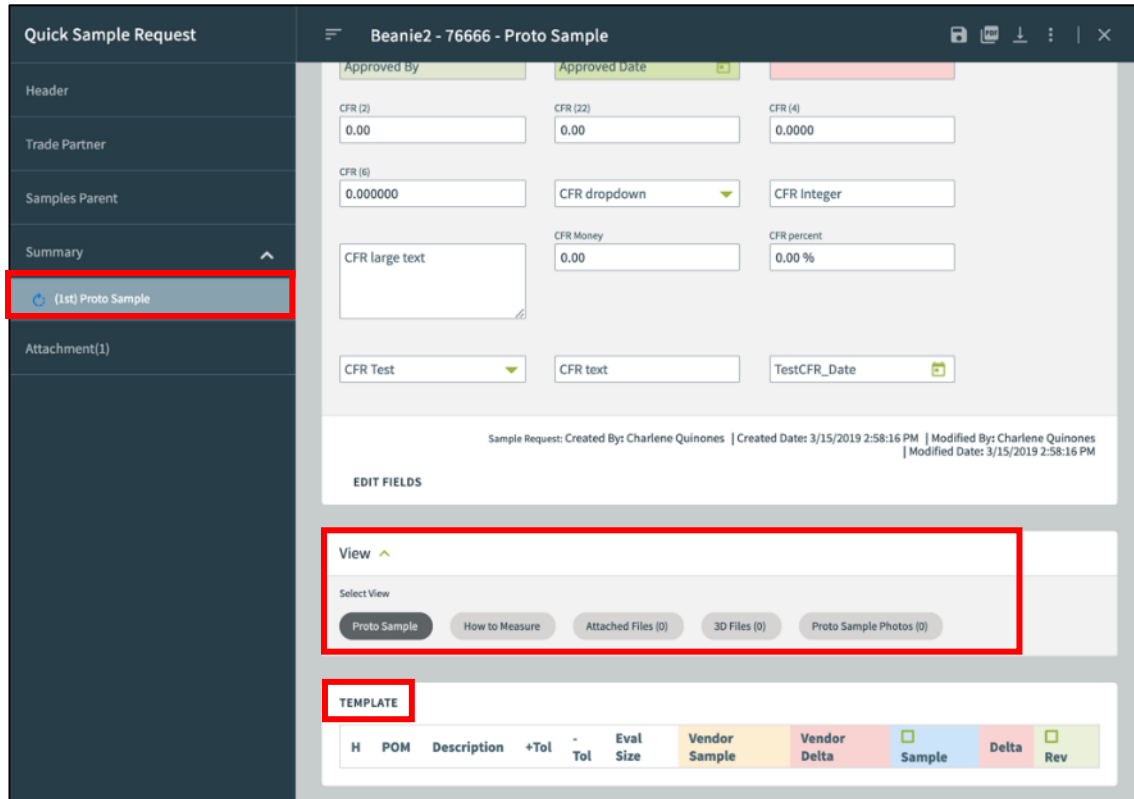 Quick Sample Request
Beanie2 - 76666 - Proto Sample
PDF
Header
Trade Partner
Samples Parent
Summary
(1st) Proto Sample
Attachment(1)
Approved By
Approved Date
CFR (2)
CFR (22)
CFR (4)
0.00
0.00
0.0000
CFR (6)
0.000000
CFR dropdown
CFR Integer
CFR large text
CFR Money
0.00
CFR percent
0.00 %
CFR Test
CFR text
TestCFR_Date
Sample Request: Created By: Charlene Quinones | Created Date: 3/15/2019 2:58:16 PM | Modified By: Charlene Quinones
| Modified Date: 3/15/2019 2:58:16 PM
EDIT FIELDS
View
Select View
Proto Sample
How to Measure
Attached Files (0)
3D Files (0)
Proto Sample Photos (0)
TEMPLATE
H
POM
Description
+Tol
-
Tol
Eval
Size
Vendor
Sample
Vendor
Delta
Sample
Delta
Rev